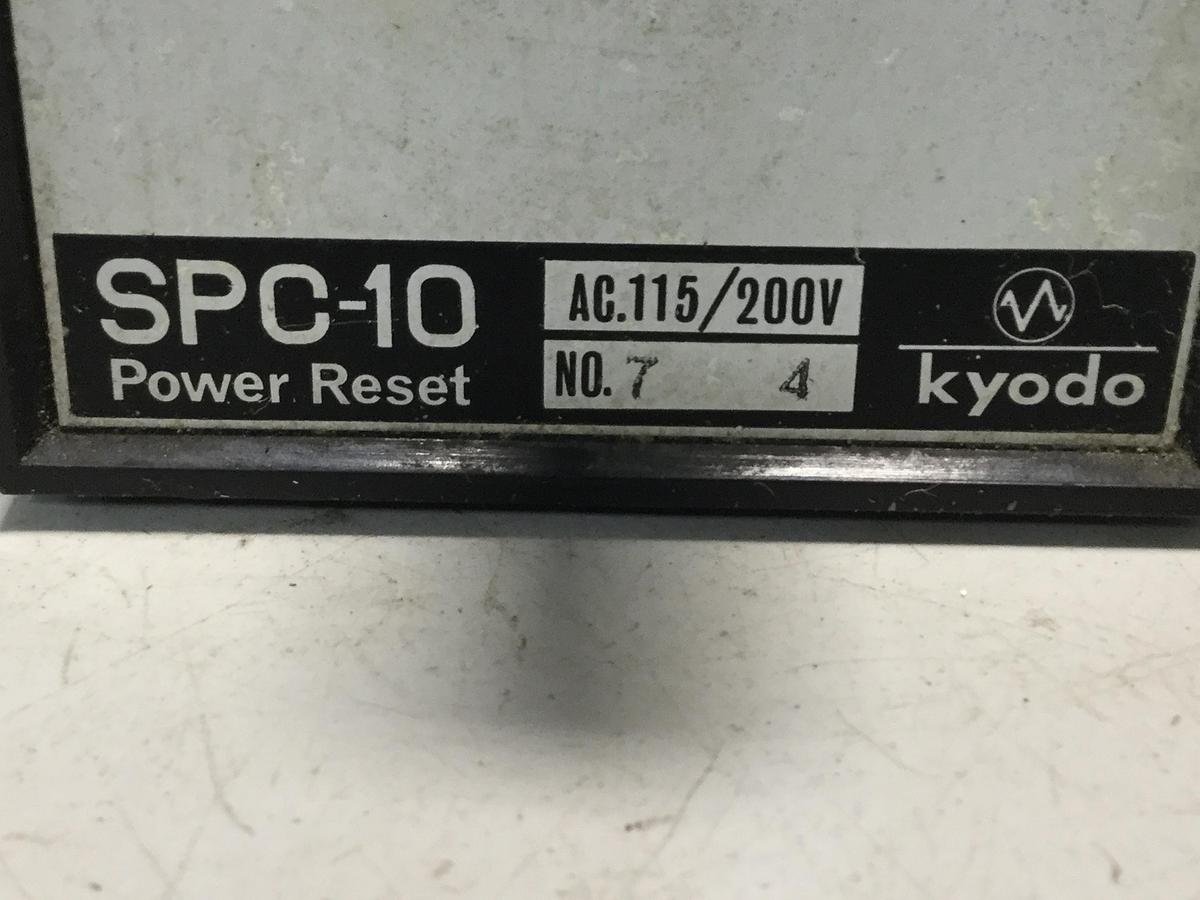 SPC-10
Power Reset
AC.115/200V
NO. 7 4
kyodo